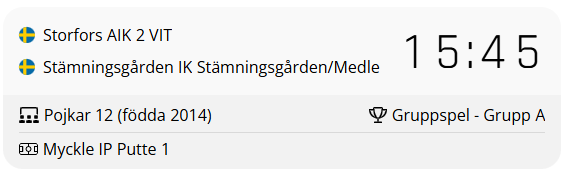 Storfors AIK 2 VIT
Stämningsgården IK Stämningsgården/Medle
15:45
Pojkar 12 (födda 2014)
Gruppspel - Grupp A
Myckle IP Putte 1